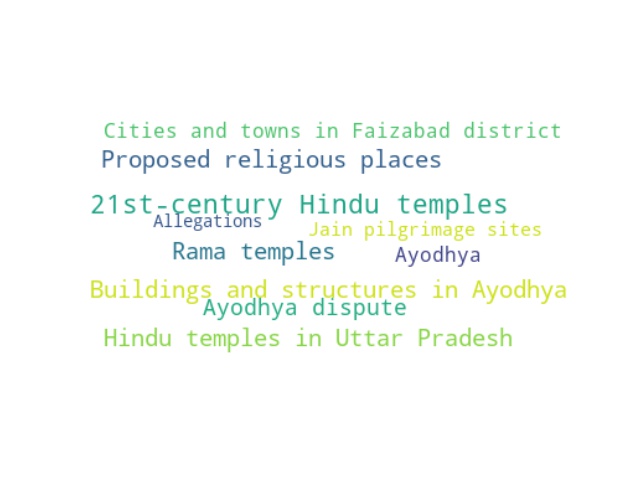 Cities and towns in Faizabad district
Proposed religious places
21st-century Hindu temples
Allegations
Jain pilgrimage sites
Rama temples
Ayodhya
Buildings and structures in Ayodhya
Ayodhya dispute
Hindu temples in Uttar Pradesh